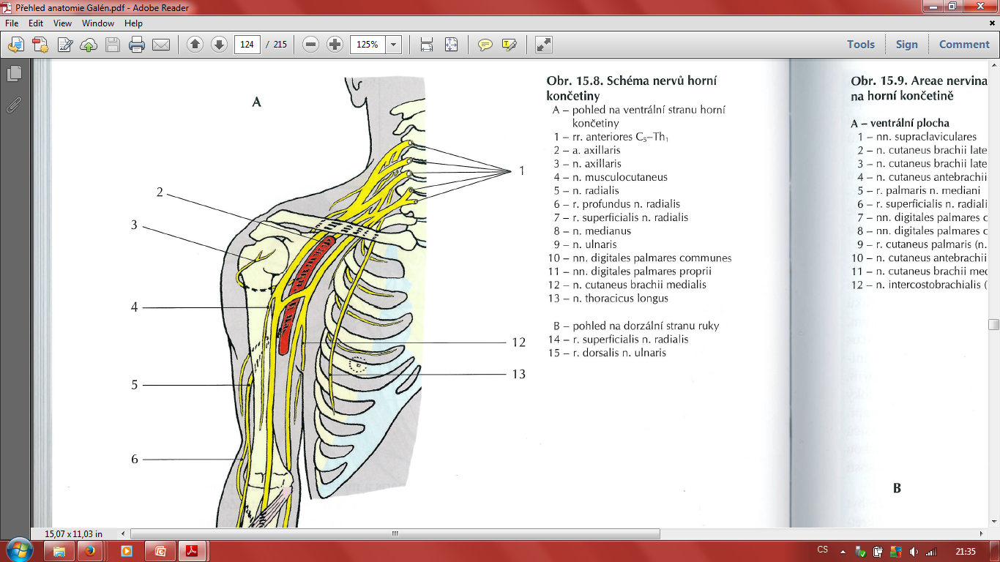 Přehled anatomie Galén.pdf - Adobe Reader
File Edit View Window Help
124 / 215 125% Tools Sign Comment
A
1
2
3
4
5
6
12
13
Obr. 15.8. Schéma nervů horní
končetiny
A – pohled na ventrální stranu horní
končetiny
1 – rr. anteriores C₅–Th₁
2 – a. axillaris
3 – n. axillaris
4 – n. musculocutaneus
5 – n. radialis
6 – r. profundus n. radialis
7 – r. superficialis n. radialis
8 – n. medianus
9 – n. ulnaris
10 – nn. digitales palmares communes
11 – nn. digitales palmares proprii
12 – n. cutaneus brachii medialis
13 – n. thoracicus longus
B – pohled na dorzální stranu ruky
14 – r. superficialis n. radialis
15 – r. dorsalis n. ulnaris
Obr. 15.9. Areae nervina
na horní končetině
A – ventrální plocha
1 – nn. supraclaviculares
2 – n. cutaneus brachii late
3 – n. cutaneus brachii late
4 – n. cutaneus antebrachii
5 – r. palmaris n. mediani
6 – r. superficialis n. radiali
7 – nn. digitales palmares c
8 – nn. digitales palmares c
9 – r. cutaneus palmaris (n.
10 – n. cutaneus antebrachii
11 – n. cutaneus brachii med
12 – n. intercostobrachialis (
B
15,07 x 11,03 in
CS 21:35